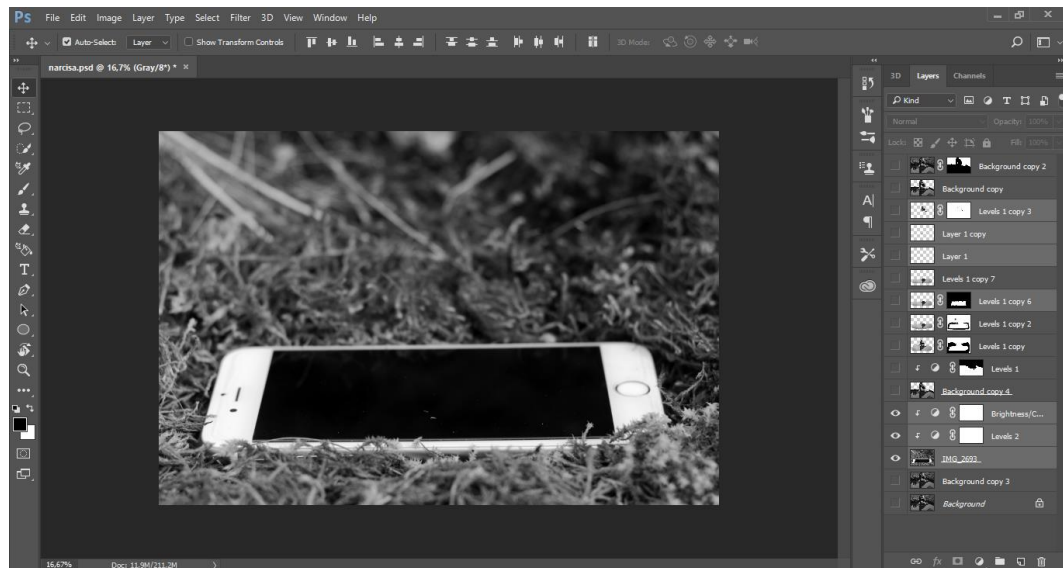 Ps File Edit Image Layer Type Select Filter 3D View Window Help
Auto-Select: Layer Show Transform Controls 3D Mode:
narcisa.psd @ 16,7% (Gray/8*) * ×
3D Layers Channels
Kind
Normal Opacity: 100%
Lock: Fill: 100%
Background copy 2
Background copy
Levels 1 copy 3
Layer 1 copy
Layer 1
Levels 1 copy 7
Levels 1 copy 6
Levels 1 copy 2
Levels 1 copy
Levels 1
Background copy 4
Brightness/C...
Levels 2
IMG_2693
Background copy 3
Background
16,67% Doc: 11,9M/211,2M